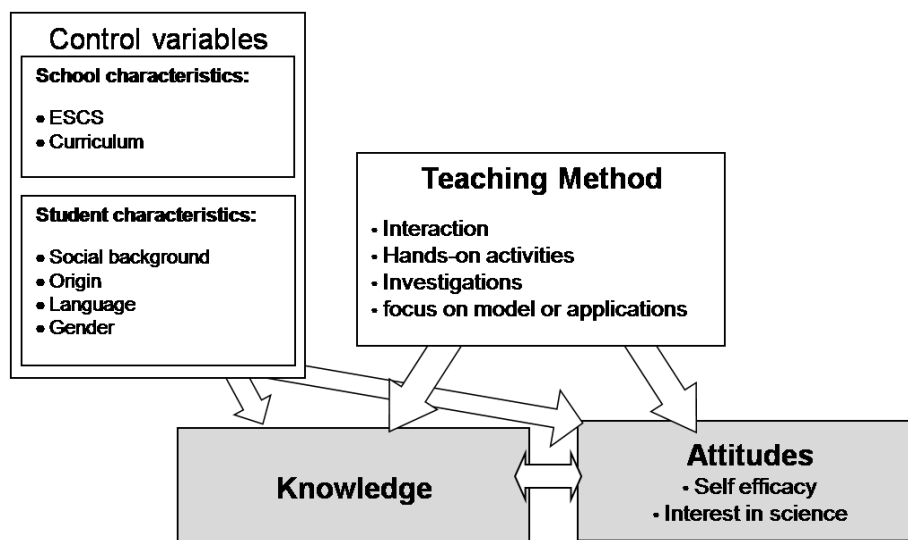 Control variables
School characteristics:
• ESCS
• Curriculum
Student characteristics:
• Social background
• Origin
• Language
• Gender
Teaching Method
- Interaction
- Hands-on activities
- Investigations
- focus on model or applications
Knowledge
Attitudes
- Self efficacy
- Interest in science